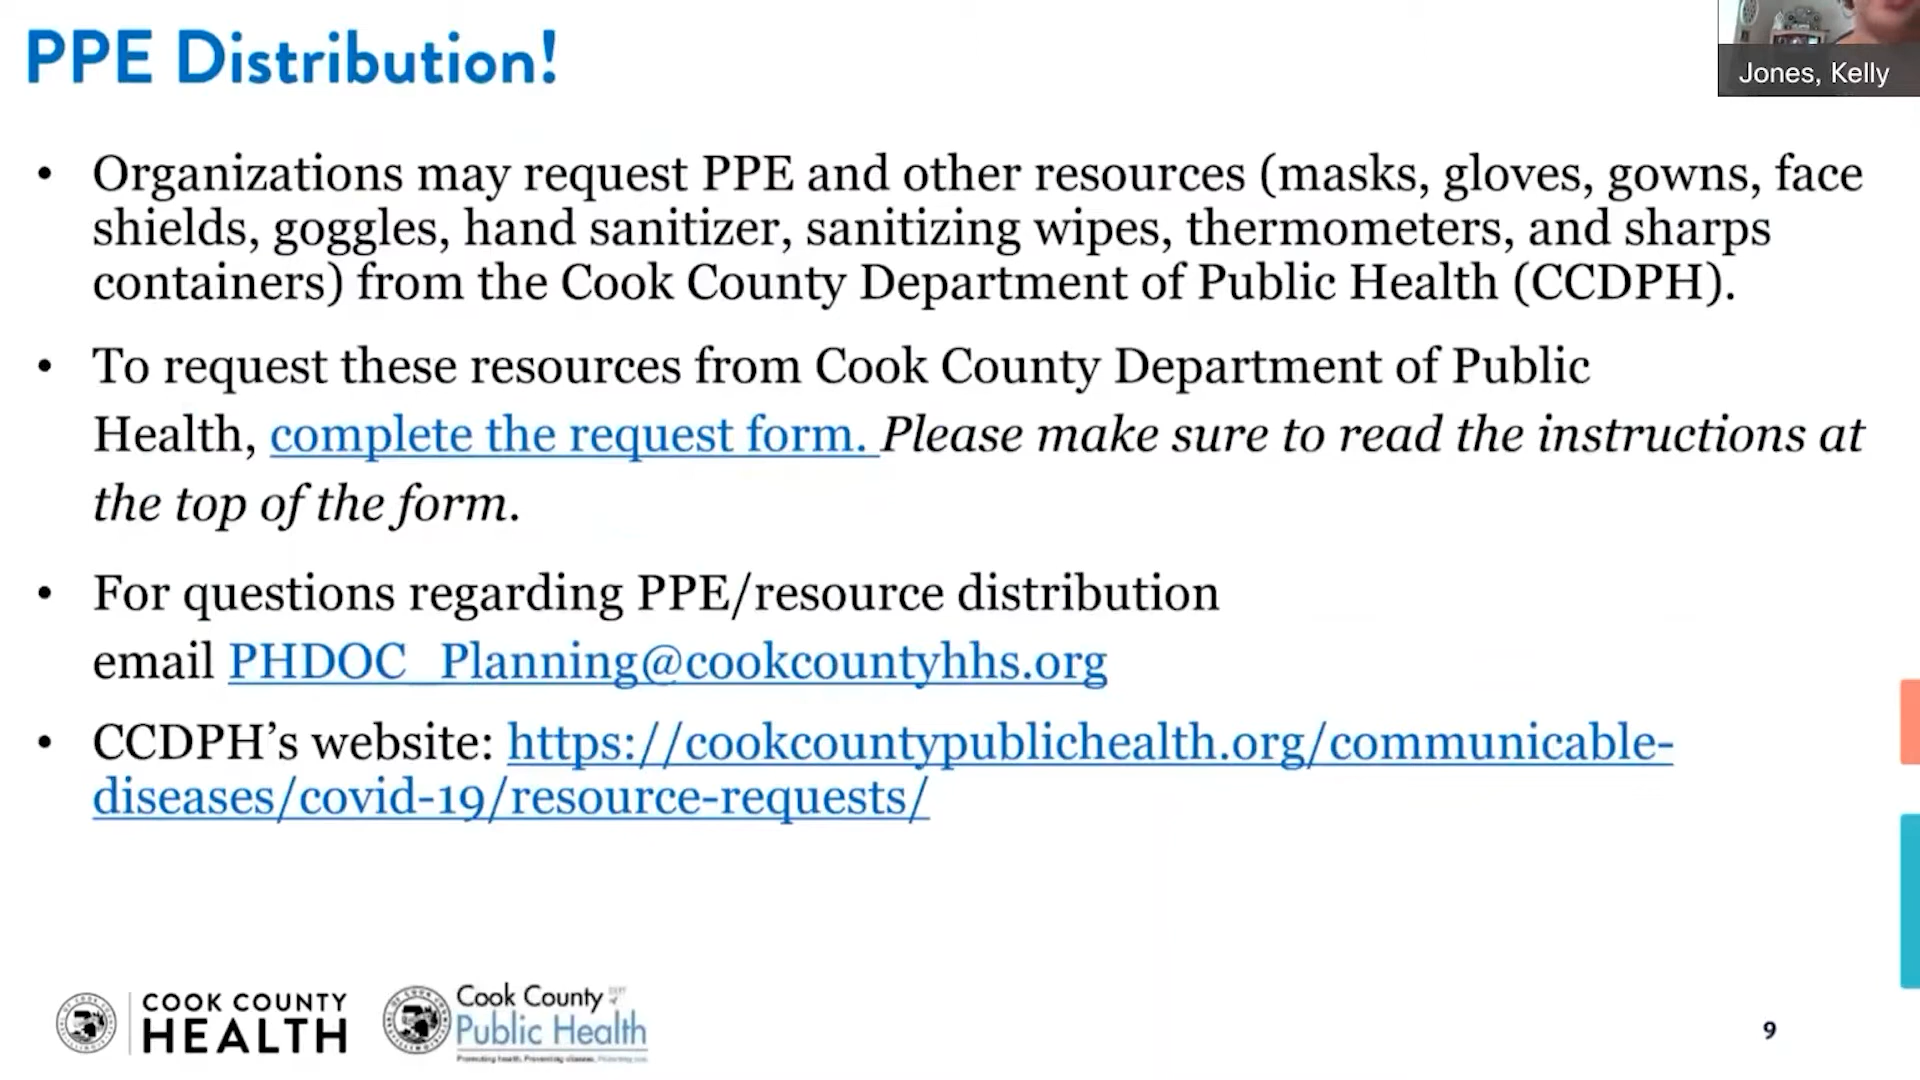 PPE Distribution!
Jones, Kelly
• Organizations may request PPE and other resources (masks, gloves, gowns, face
shields, goggles, hand sanitizer, sanitizing wipes, thermometers, and sharps
containers) from the Cook County Department of Public Health (CCDPH).
• To request these resources from Cook County Department of Public
Health, complete the request form. Please make sure to read the instructions at
the top of the form.
• For questions regarding PPE/resource distribution
email PHDOC_Planning@cookcountyhhs.org
• CCDPH’s website: https://cookcountypublichealth.org/communicable-
diseases/covid-19/resource-requests/
COOK COUNTY
HEALTH
Cook County
Public Health
9